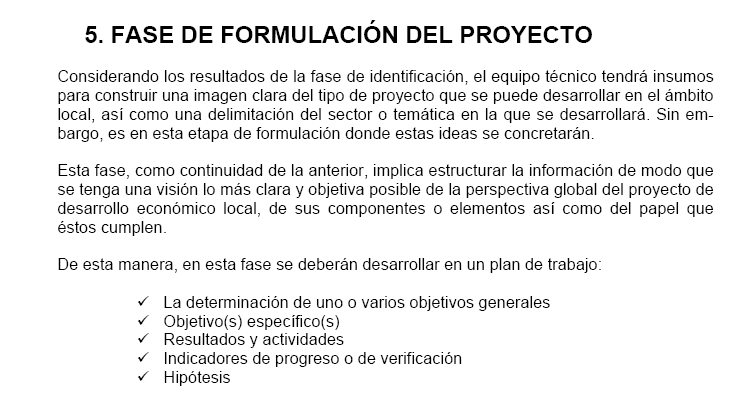 5. FASE DE FORMULACIÓN DEL PROYECTO
Considerando los resultados de la fase de identificación, el equipo técnico tendrá insumos
para construir una imagen clara del tipo de proyecto que se puede desarrollar en el ámbito
local, así como una delimitación del sector o temática en la que se desarrollará. Sin em-
bargo, es en esta etapa de formulación donde estas ideas se concretarán.
Esta fase, como continuidad de la anterior, implica estructurar la información de modo que
se tenga una visión lo más clara y objetiva posible de la perspectiva global del proyecto de
desarrollo económico local, de sus componentes o elementos así como del papel que
éstos cumplen.
De esta manera, en esta fase se deberán desarrollar en un plan de trabajo:
✓ La determinación de uno o varios objetivos generales
✓ Objetivo(s) específico(s)
✓ Resultados y actividades
✓ Indicadores de progreso o de verificación
✓ Hipótesis